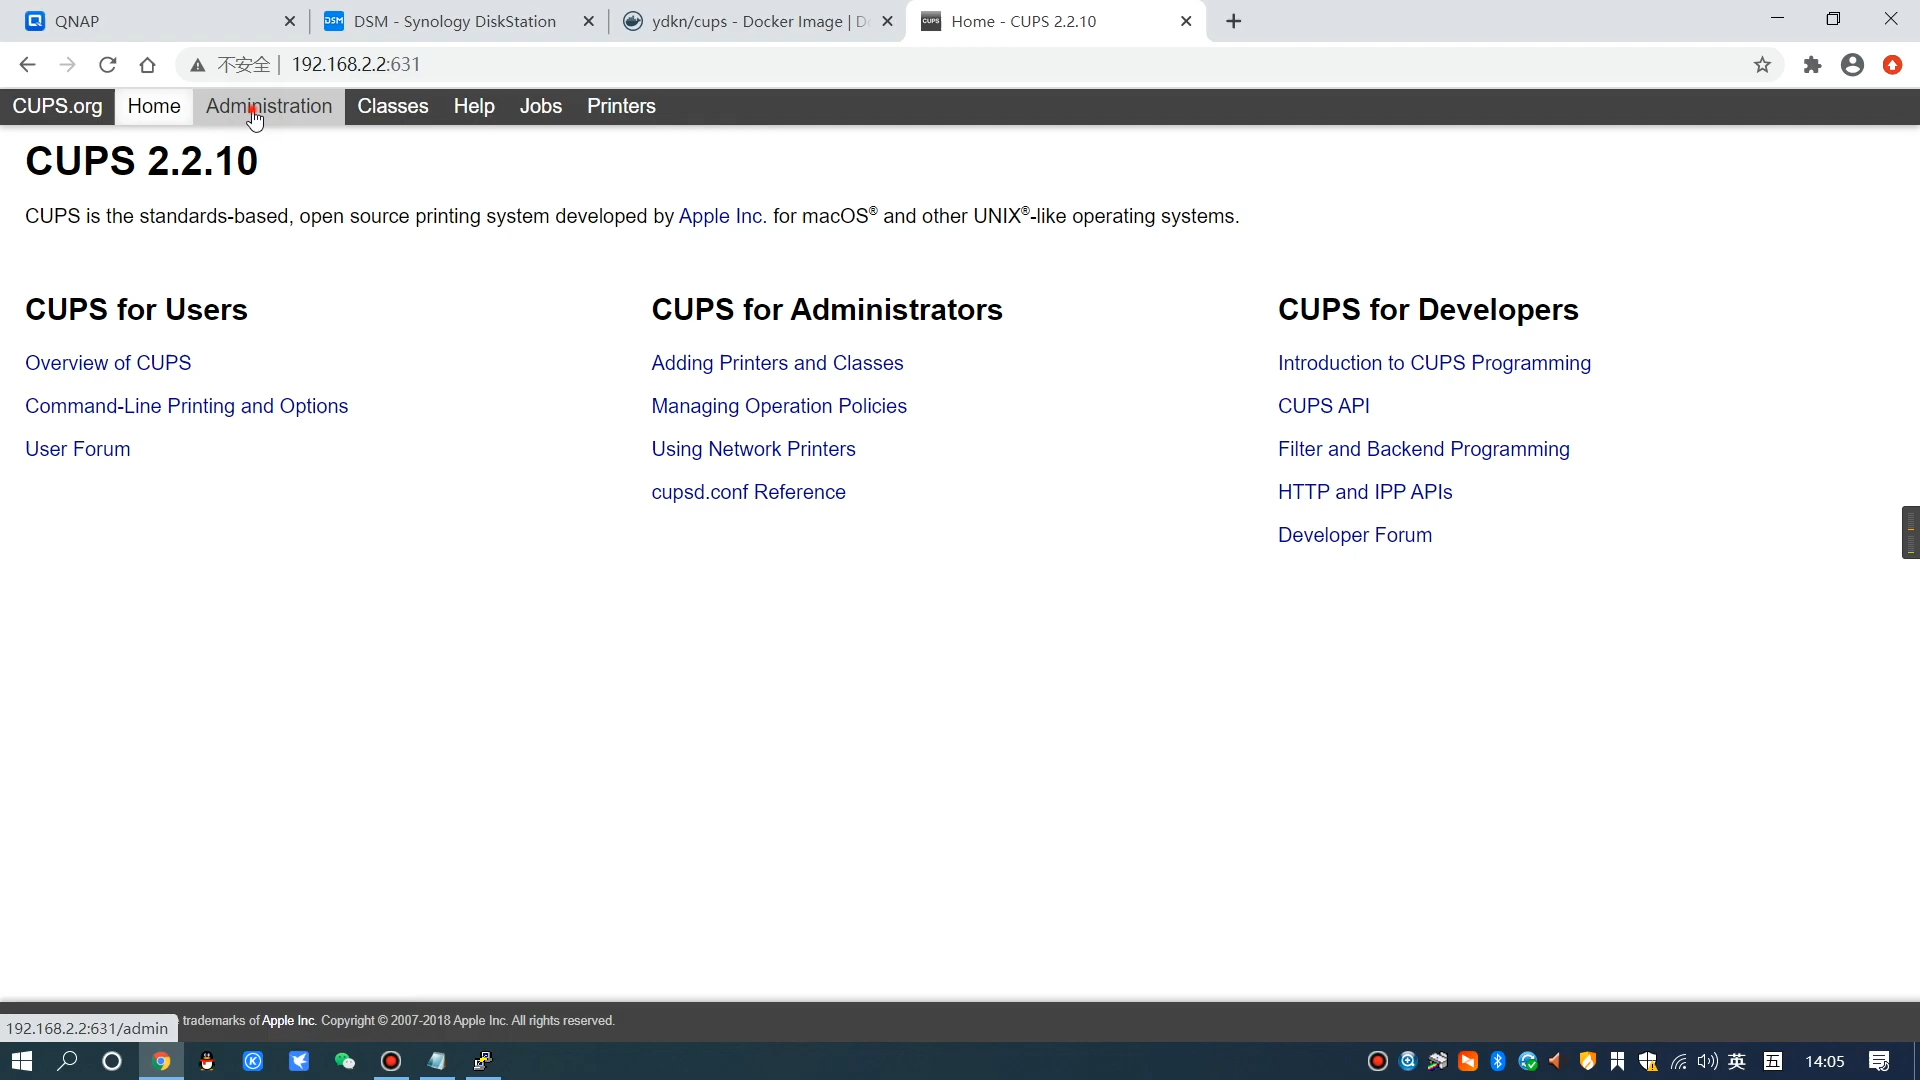 QNAP
DSM - Synology DiskStation
ydkn/cups - Docker Image | D
Home - CUPS 2.2.10
不安全 | 192.168.2.2:631
CUPS.org Home Administration Classes Help Jobs Printers
CUPS 2.2.10
CUPS is the standards-based, open source printing system developed by Apple Inc. for macOS® and other UNIX®-like operating systems.
CUPS for Users
Overview of CUPS
Command-Line Printing and Options
User Forum
CUPS for Administrators
Adding Printers and Classes
Managing Operation Policies
Using Network Printers
cupsd.conf Reference
CUPS for Developers
Introduction to CUPS Programming
CUPS API
Filter and Backend Programming
HTTP and IPP APIs
Developer Forum
trademarks of Apple Inc. Copyright © 2007-2018 Apple Inc. All rights reserved.
192.168.2.2:631/admin
英 五 14:05